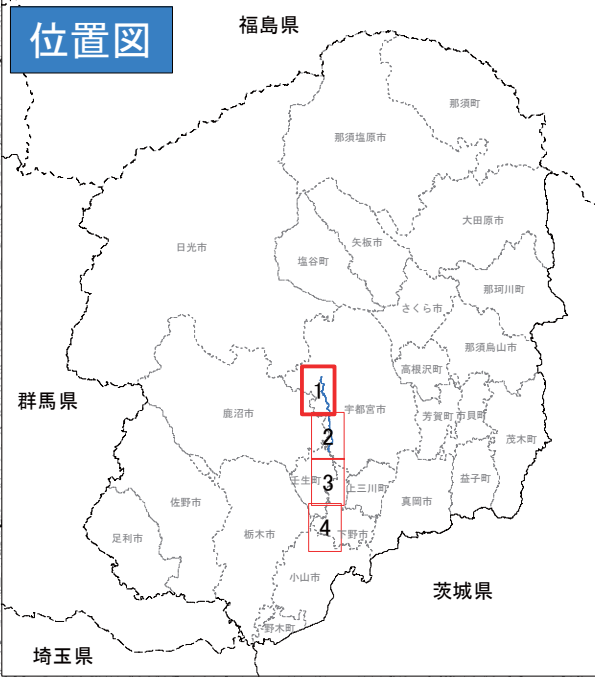 位置図
福島県
那須町
那須塩原市
大田原市
矢板市
日光市
塩谷町
那珂川町
さくら市
那須烏山市
高根沢町
1
群馬県
鹿沼市
宇都宮市
芳賀町
市貝町
茂木町
2
壬生町
3
上三川町
益子町
佐野市
真岡市
4
足利市
栃木市
下野市
小山市
茨城県
野木町
埼玉県